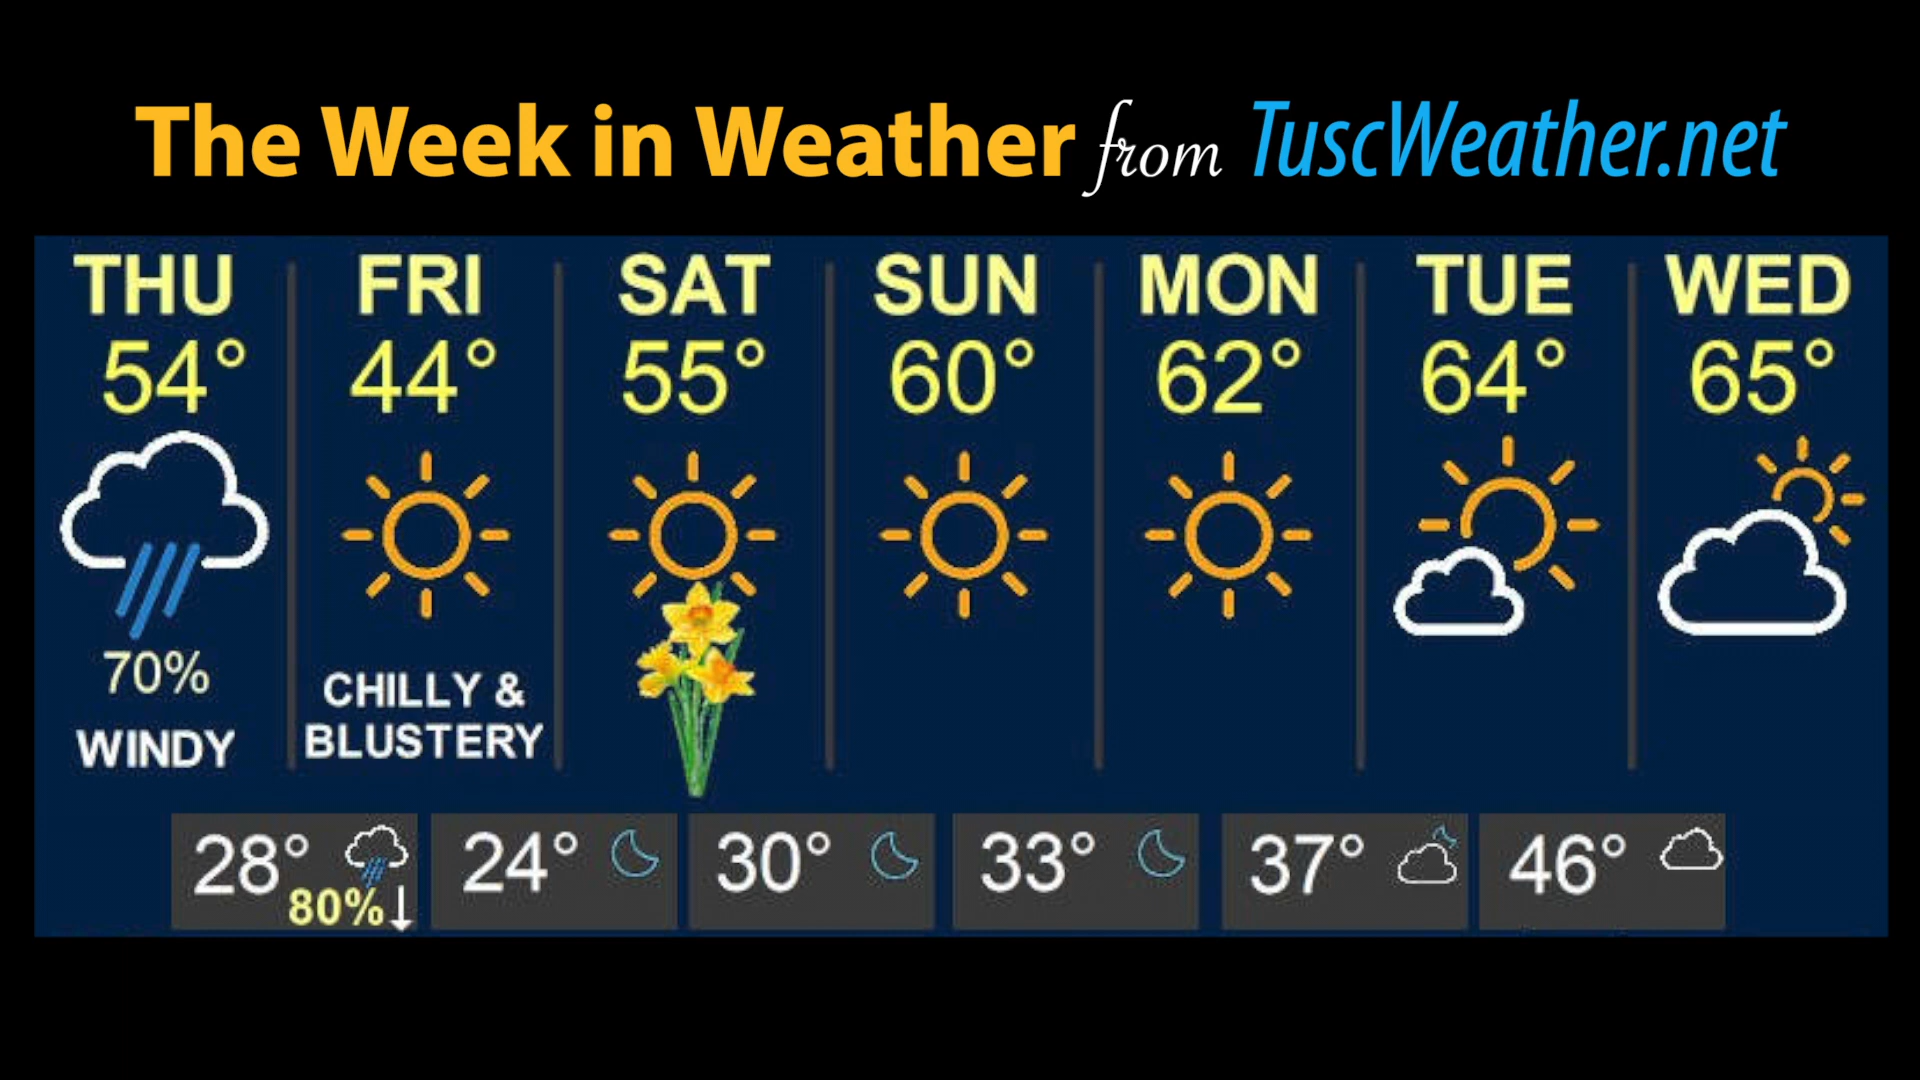 The Week in Weather from TuscWeather.net
THU FRI SAT SUN MON TUE WED
54° 44° 55° 60° 62° 64° 65°
70%
WINDY
CHILLY &
BLUSTERY
28° 24° 30° 33° 37° 46°
80%↓